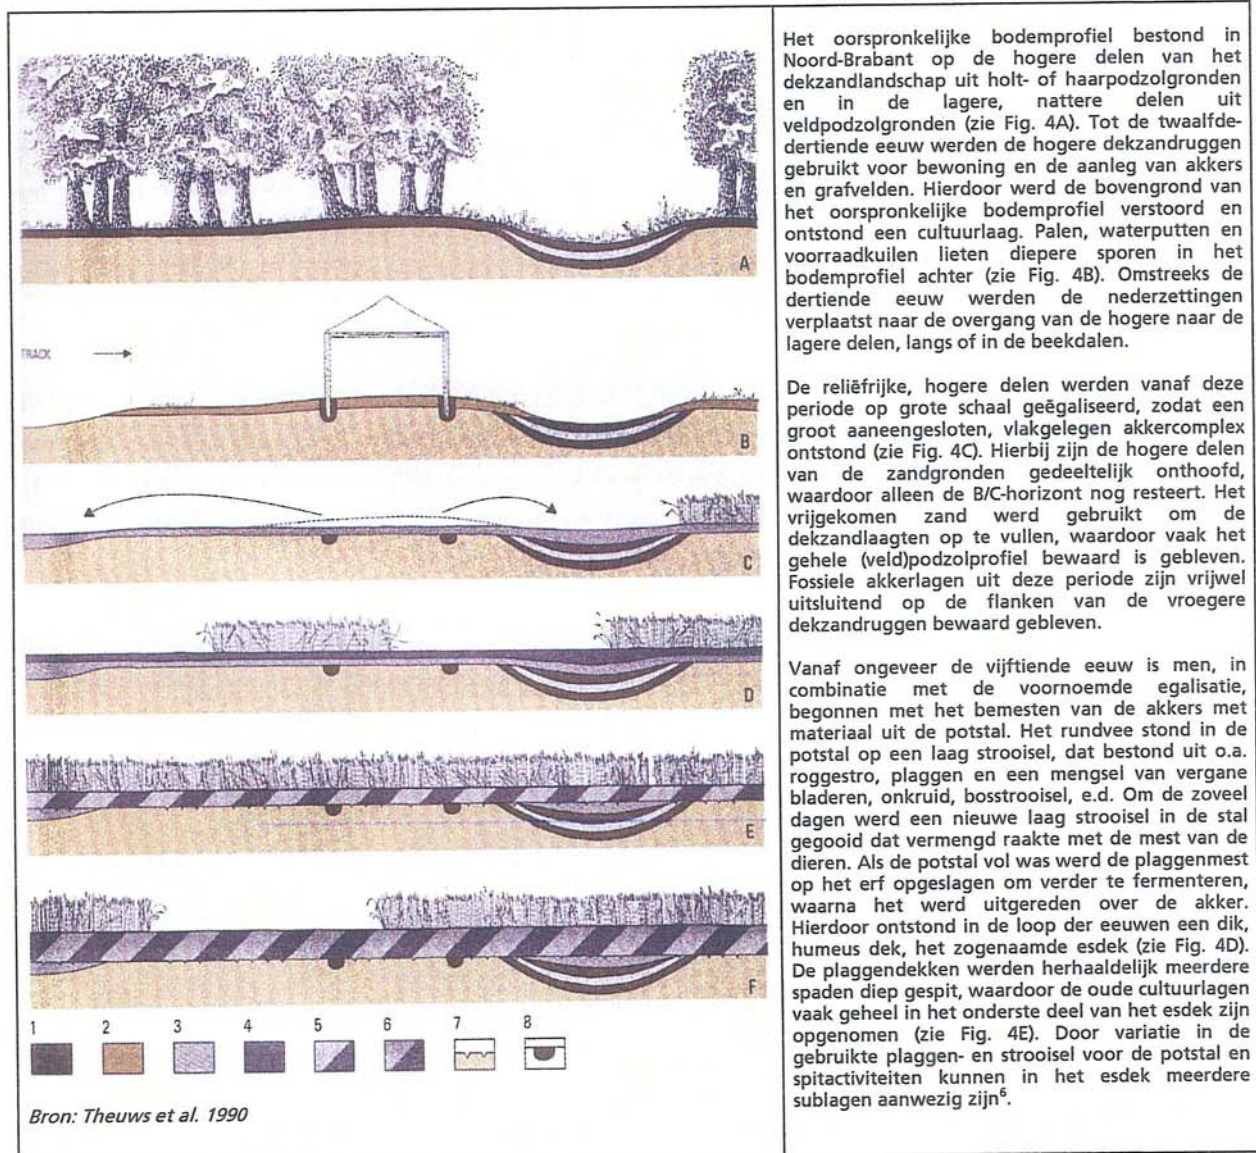 TRACK
A
B
C
D
E
F
1 2 3 4 5 6 7 8
Bron: Theuws et al. 1990
Het oorspronkelijke bodemprofiel bestond in
Noord-Brabant op de hogere delen van het
dekzandlandschap uit holt- of haarpodzolgronden
en in de lagere, nattere delen uit
veldpodzolgronden (zie Fig. 4A). Tot de twaalfde-
dertiende eeuw werden de hogere dekzandruggen
gebruikt voor bewoning en de aanleg van akkers
en grafvelden. Hierdoor werd de bovengrond van
het oorspronkelijke bodemprofiel verstoord en
ontstond een cultuurlaag. Palen, waterputten en
voorraadkuilen lieten diepere sporen in het
bodemprofiel achter (zie Fig. 4B). Omstreeks de
dertiende eeuw werden de nederzettingen
verplaatst naar de overgang van de hogere naar de
lagere delen, langs of in de beekdalen.
De reliëfrijke, hogere delen werden vanaf deze
periode op grote schaal geëgaliseerd, zodat een
groot aaneengesloten, vlakgelegen akkercomplex
ontstond (zie Fig. 4C). Hierbij zijn de hogere delen
van de zandgronden gedeeltelijk onthoofd,
waardoor alleen de B/C-horizont nog resteert. Het
vrijgekomen zand werd gebruikt om de
dekzandlaagten op te vullen, waardoor vaak het
gehele (veld)podzolprofiel bewaard is gebleven.
Fossiele akkerlagen uit deze periode zijn vrijwel
uitsluitend op de flanken van de vroegere
dekzandruggen bewaard gebleven.
Vanaf ongeveer de vijftiende eeuw is men, in
combinatie met de voornoemde egalisatie,
begonnen met het bemesten van de akkers met
materiaal uit de potstal. Het rundvee stond in de
potstal op een laag strooisel, dat bestond uit o.a.
roggestro, plaggen en een mengsel van vergane
bladeren, onkruid, bosstrooisel, e.d. Om de zoveel
dagen werd een nieuwe laag strooisel in de stal
gegooid dat vermengd raakte met de mest van de
dieren. Als de potstal vol was werd de plaggenmest
op het erf opgeslagen om verder te fermenteren,
waarna het werd uitgereden over de akker.
Hierdoor ontstond in de loop der eeuwen een dik,
humeus dek, het zogenaamde esdek (zie Fig. 4D).
De plaggendekken werden herhaaldelijk meerdere
spaden diep gespit, waardoor de oude cultuurlagen
vaak geheel in het onderste deel van het esdek zijn
opgenomen (zie Fig. 4E). Door variatie in de
gebruikte plaggen- en strooisel voor de potstal en
spitactiviteiten kunnen in het esdek meerdere
sublagen aanwezig zijn⁶.